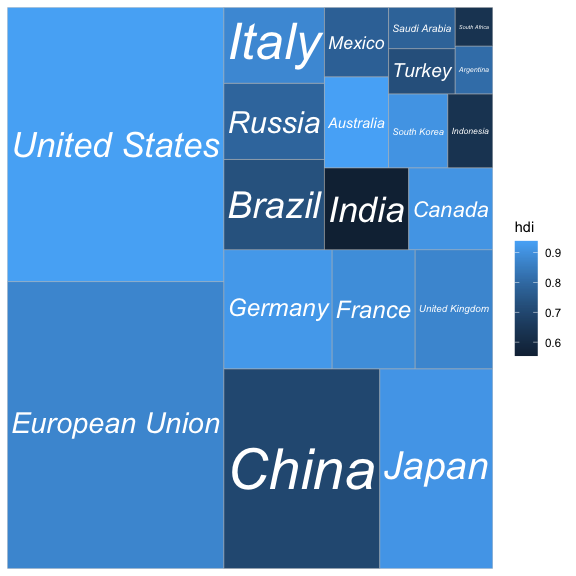 Italy
Mexico
Saudi Arabia
South Africa
Turkey
Argentina
United States
Russia
Australia
South Korea
Indonesia
Brazil
India
Canada
Germany
France
United Kingdom
European Union
China
Japan
hdi
0.9
0.8
0.7
0.6